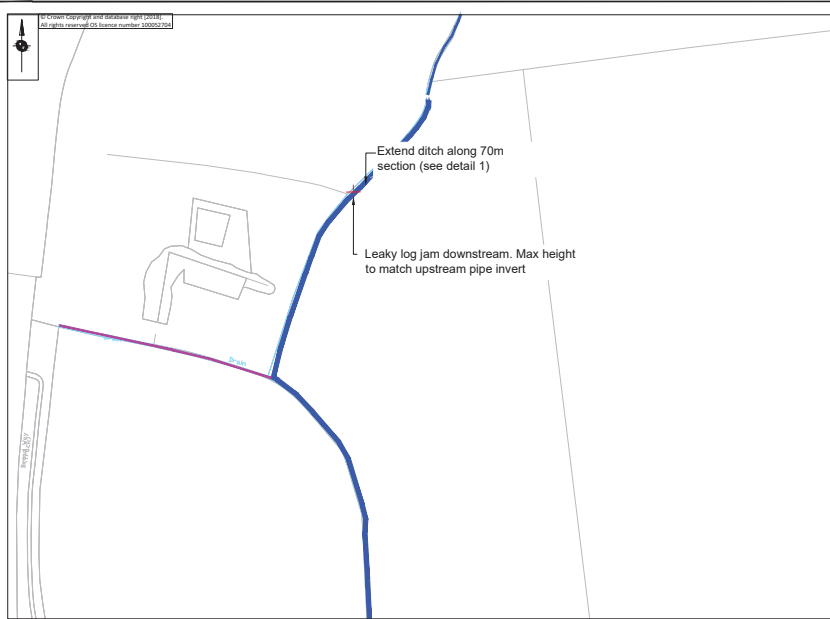 © Crown Copyright and database right [2018].
All rights reserved OS licence number 100052704
Extend ditch along 70m
section (see detail 1)
Leaky log jam downstream. Max height
to match upstream pipe invert
Drain